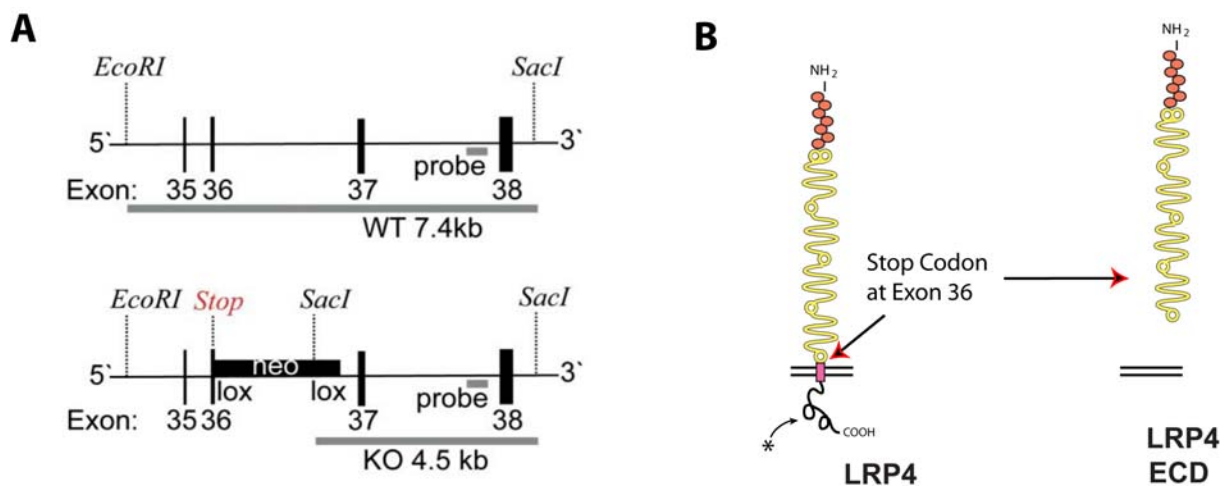 A
EcoRI SacI
5` 3`
probe
Exon: 35 36 37 38
WT 7.4kb
EcoRI Stop SacI SacI
neo
5` 3`
lox lox probe
Exon: 35 36 37 38
KO 4.5 kb
B
NH2
NH2
Stop Codon
at Exon 36
COOH
*
LRP4
LRP4
ECD